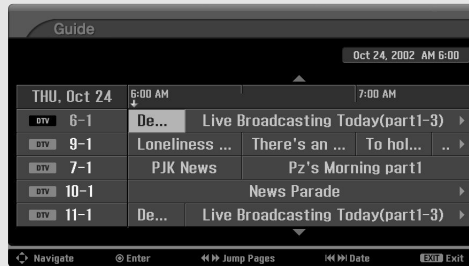 Guide
Oct 24, 2002 AM 6:00
THU, Oct 24 6:00 AM 7:00 AM
DTV 6-1 De... Live Broadcasting Today(part1-3)
DTV 9-1 Loneliness ... There's an ... To hol... ..
DTV 7-1 PJK News Pz's Morning part1
DTV 10-1 News Parade
DTV 11-1 De... Live Broadcasting Today(part1-3)
Navigate Enter Jump Pages Date EXIT Exit